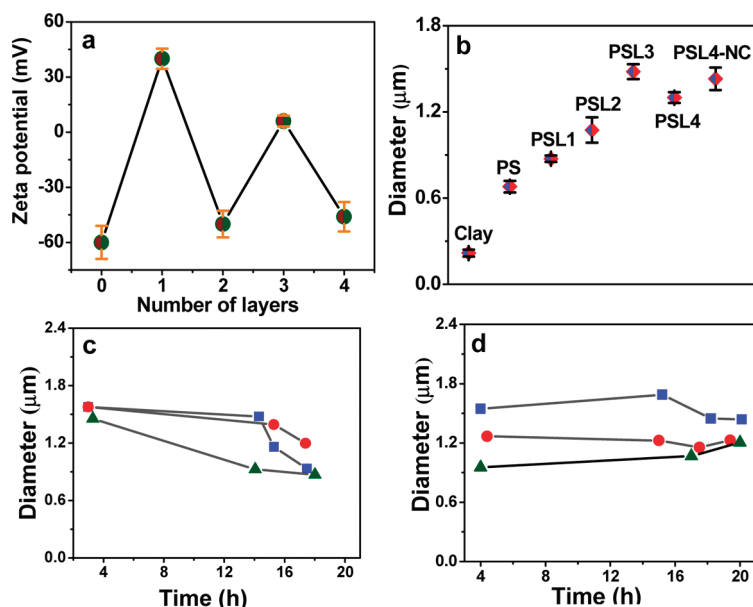 a
Zeta potential (mV)
60
30
0
-30
-60
0 1 2 3 4
Number of layers
b
Diameter (μm)
1.8
1.2
0.6
0.0
Clay
PS
PSL1
PSL2
PSL3
PSL4
PSL4-NC
c
Diameter (μm)
2.4
1.8
1.2
0.6
0.0
4 8 12 16 20
Time (h)
d
Diameter (μm)
2.4
1.8
1.2
0.6
0.0
4 8 12 16 20
Time (h)